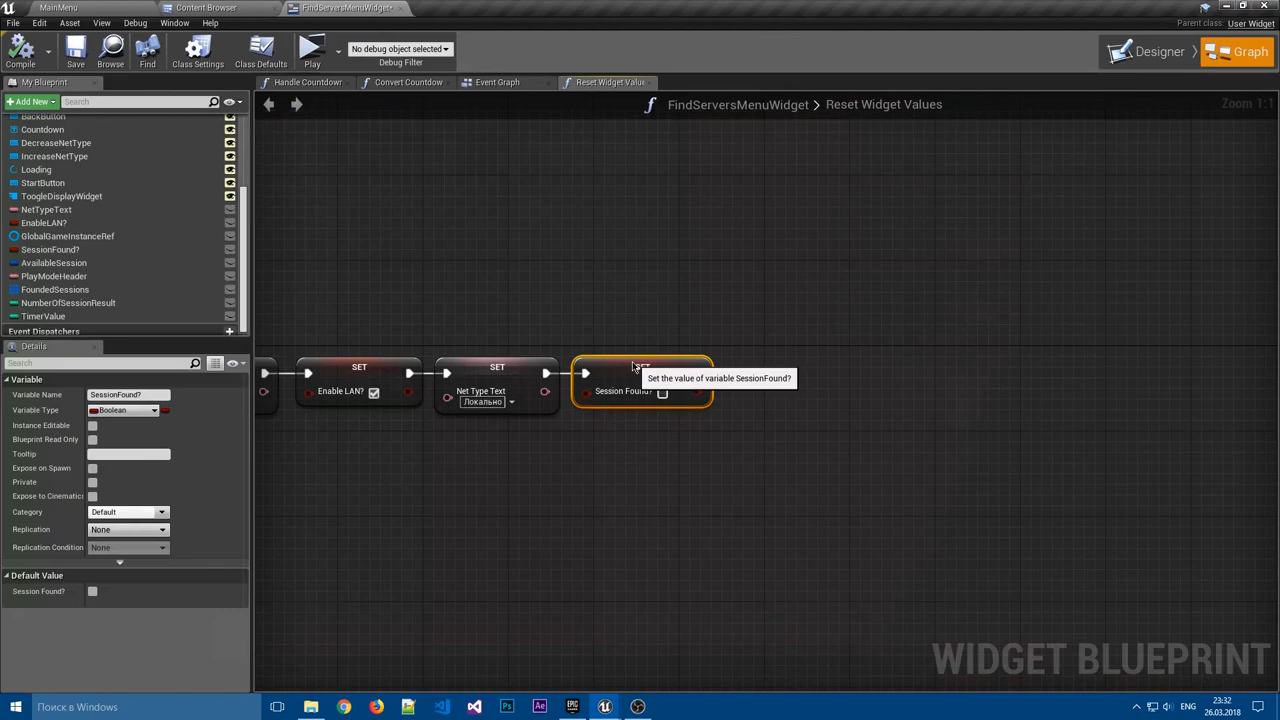 MainMenu
Content Browser
FindServersMenuWidget*
File Edit Asset View Debug Window Help
Parent class: User Widget
Compile
Save
Browse
Find
Class Settings
Class Defaults
Play
No debug object selected
Debug Filter
Designer
Graph
My Blueprint
Handle Countdown
Convert Countdown
Event Graph
Reset Widget Value
+Add New
Search
FindServersMenuWidget > Reset Widget Values
Zoom 1:1
BackButton
Countdown
DecreaseNetType
IncreaseNetType
Loading
StartButton
ToogleDisplayWidget
NetTypeText
EnableLAN?
GlobalGameInstanceRef
SessionFound?
AvailableSession
PlayModeHeader
FoundedSessions
NumberOfSessionResult
TimerValue
Event Dispatchers
Details
Search
Variable
Variable Name SessionFound?
Variable Type Boolean
Instance Editable
Blueprint Read Only
Tooltip
Expose on Spawn
Private
Expose to Cinematics
Category Default
Replication None
Replication Condition None
Default Value
Session Found?
SET
Enable LAN?
SET
Net Type Text
Локально
Session Found?
Set the value of variable SessionFound?
WIDGET BLUEPRINT
Поиск в Windows
Ps
Ae
EPIC
ENG
23:32
26.03.2018